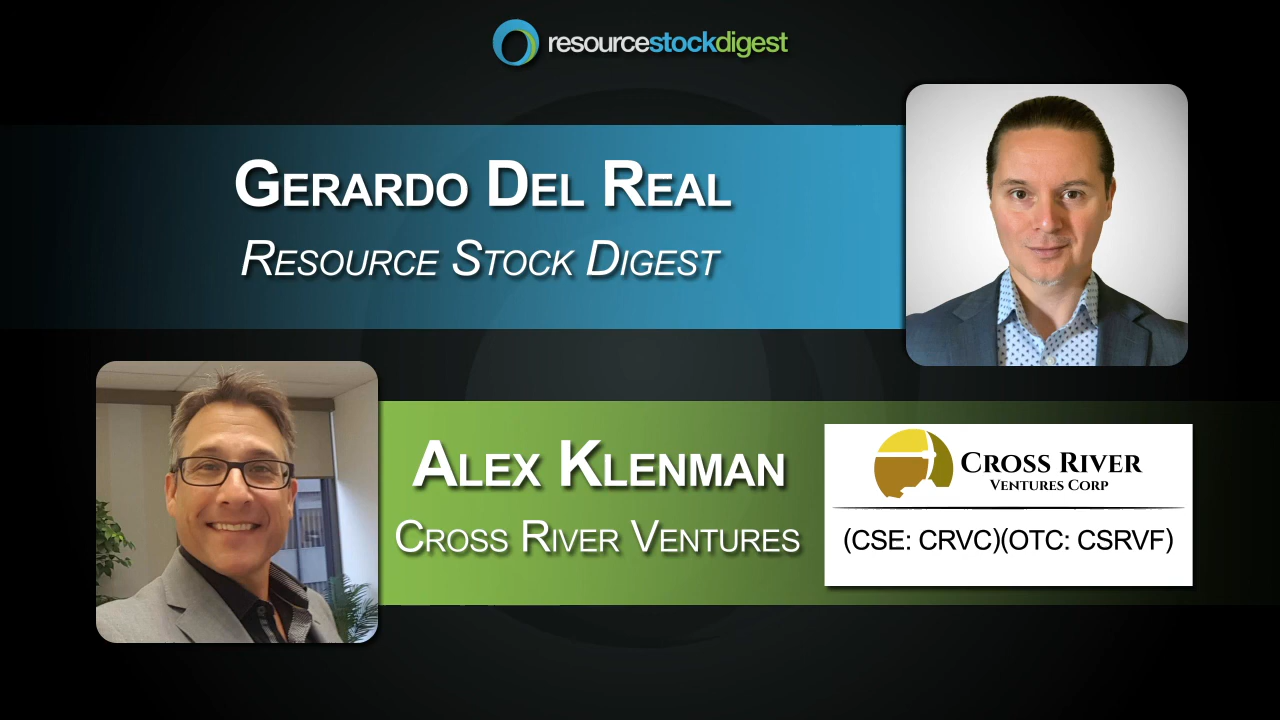 resourcestockdigest
Gerardo Del Real
Resource Stock Digest
Alex Klenman
Cross River Ventures
Cross River
Ventures Corp
(CSE: CRVC)(OTC: CSRVF)